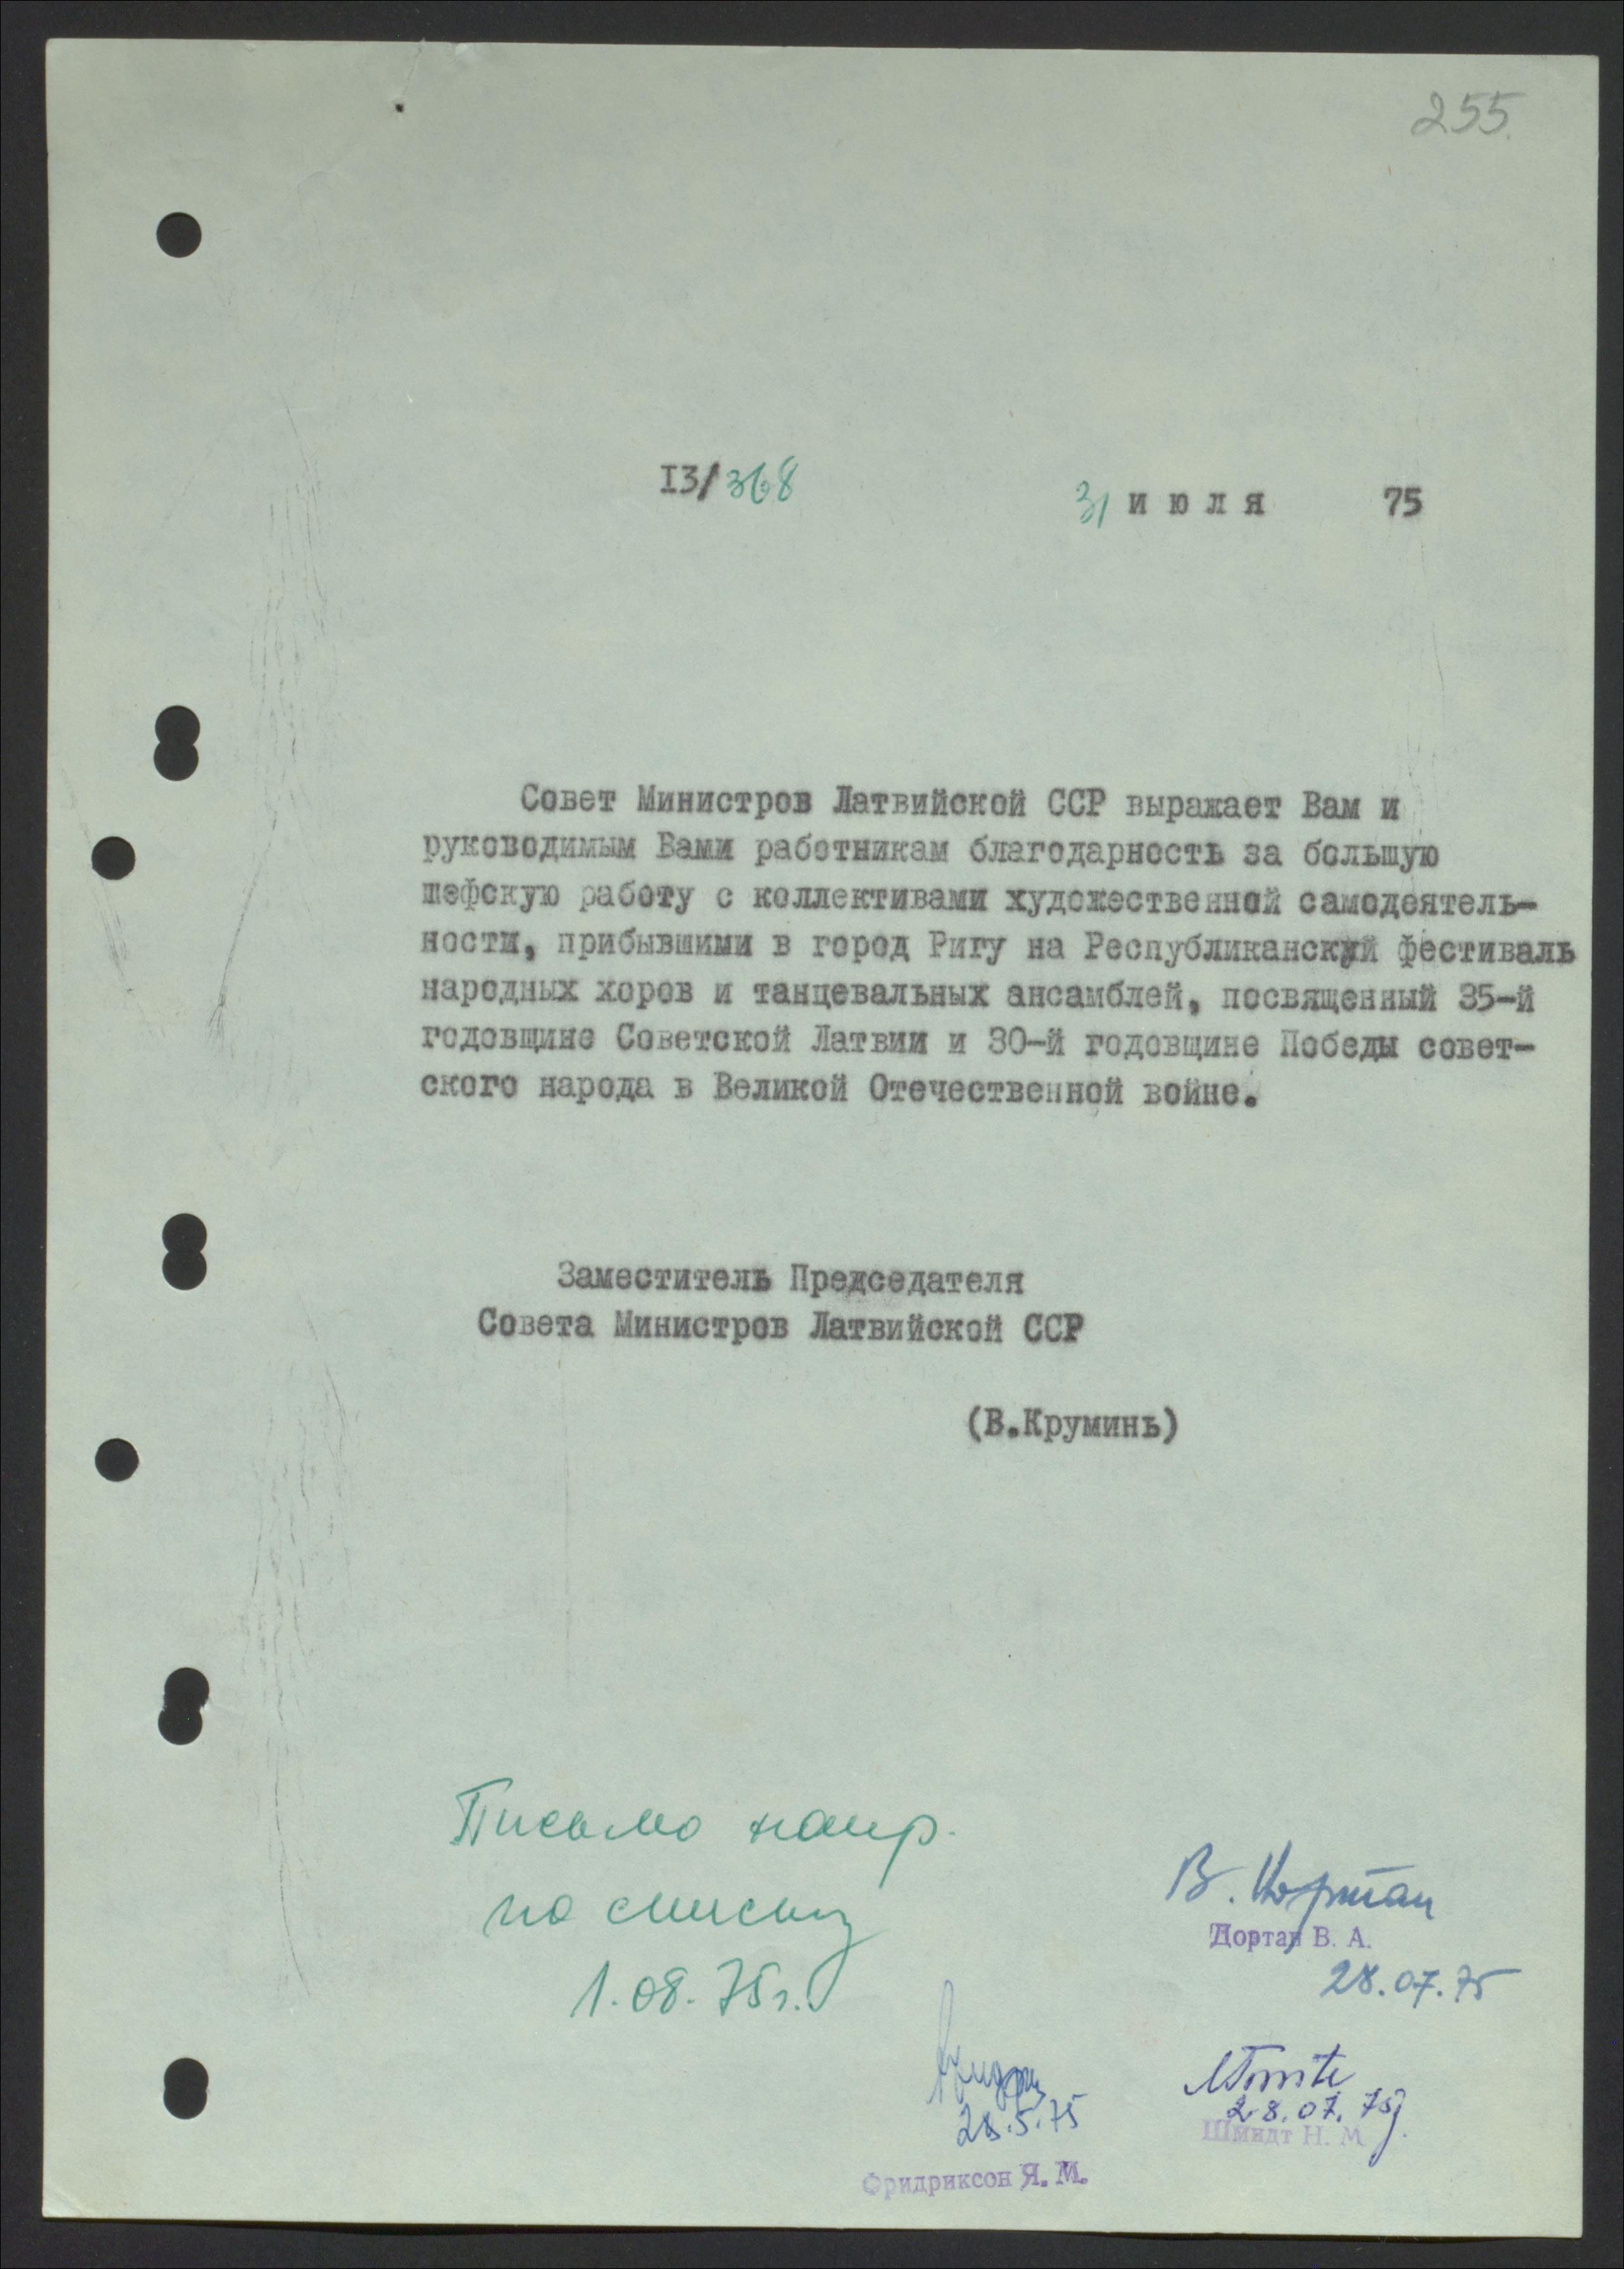 255.
I3/368
31 и ю л я 75
Совет Министров Латвийской ССР выражает Вам и
руководимым Вами работникам благодарность за большую
шефскую работу с коллективами художественной самодеятель-
ности, прибывшими в город Ригу на Республиканский фестиваль
народных хоров и танцевальных ансамблей, посвященный 35-й
годовщине Советской Латвии и 30-й годовщине Победы совет-
ского народа в Великой Отечественной войне.
Заместитель Председателя
Совета Министров Латвийской ССР
(В.Круминь)
Письмо напр.
по списку
1.08.75г.
В. Дортан
Дортан В. А.
28.07.75
28.5.75
Фридриксон Я. М.
28.07.75
Шмидт Н. М